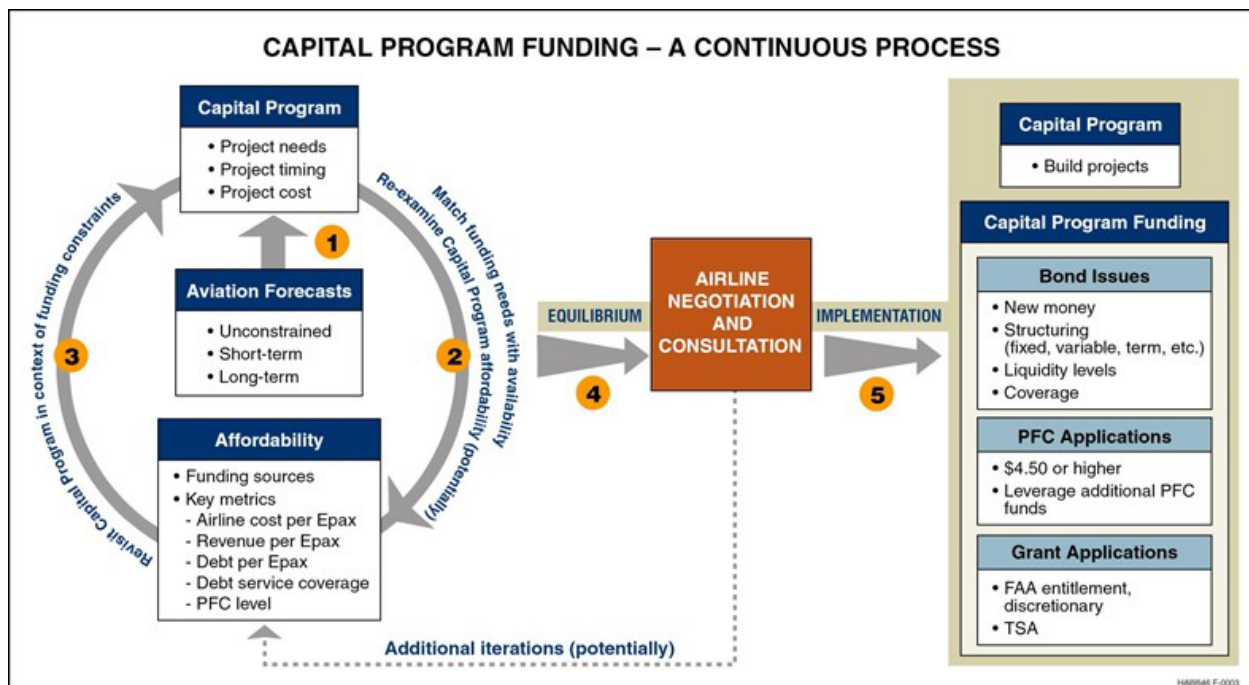 CAPITAL PROGRAM FUNDING – A CONTINUOUS PROCESS
Capital Program
• Project needs
• Project timing
• Project cost
1
Aviation Forecasts
• Unconstrained
• Short-term
• Long-term
Affordability
• Funding sources
• Key metrics
- Airline cost per Epax
- Revenue per Epax
- Debt per Epax
- Debt service coverage
- PFC level
Match funding needs with availability
Re-examine Capital Program affordability (potentially)
2
3
Revisit Capital Program in context of funding constraints
EQUILIBRIUM
4
AIRLINE
NEGOTIATION
AND
CONSULTATION
IMPLEMENTATION
5
Additional iterations (potentially)
Capital Program
• Build projects
Capital Program Funding
Bond Issues
• New money
• Structuring
(fixed, variable, term, etc.)
• Liquidity levels
• Coverage
PFC Applications
• $4.50 or higher
• Leverage additional PFC
funds
Grant Applications
• FAA entitlement,
discretionary
• TSA